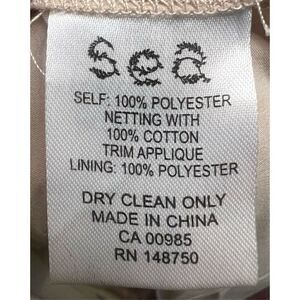 sea
SELF: 100% POLYESTER
NETTING WITH
100% COTTON
TRIM APPLIQUE
LINING: 100% POLYESTER
DRY CLEAN ONLY
MADE IN CHINA
CA 00985
RN 148750